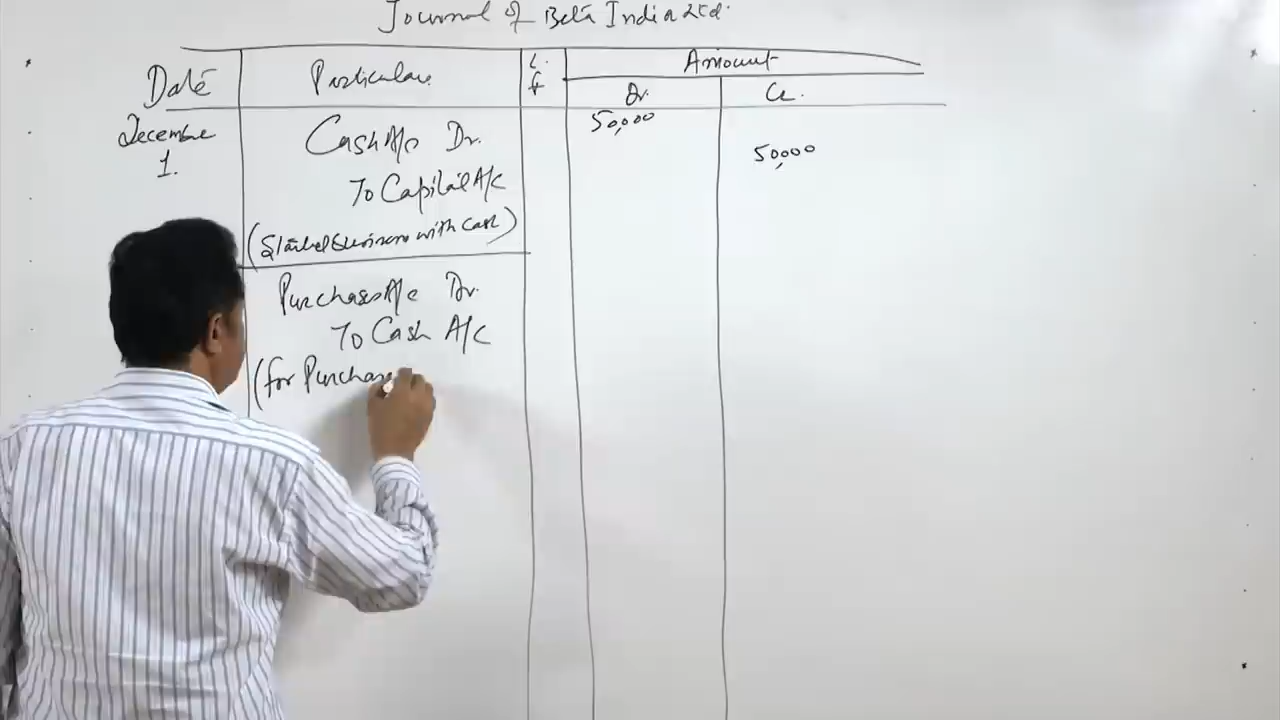 Journal of Beta India Ltd.
Date Particulars L.f Amount
Dr. Cr.
December 1. Cash A/c Dr. 50,000
To Capital A/c 50,000
(Started Business with Cash)
Purchases A/c Dr.
To Cash A/c
(for Purchase